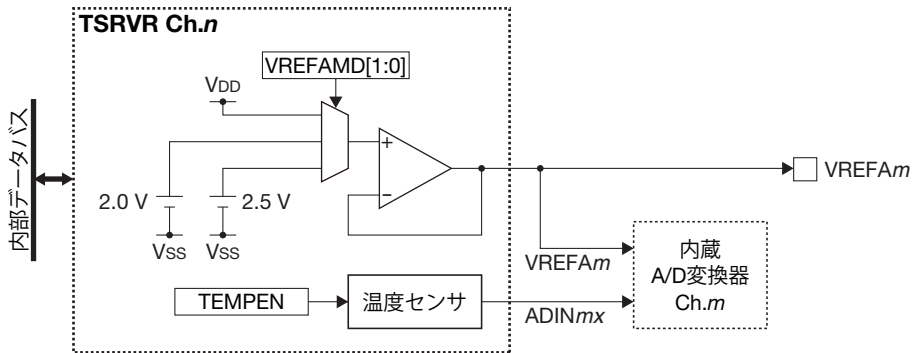 TSRVR Ch.n
VREFAMD[1:0]
VDD
内部データバス
+
−
VREFAm
2.0 V
2.5 V
VSS
VSS
VREFAm
内蔵
A/D変換器
Ch.m
TEMPEN
温度センサ
ADINmx